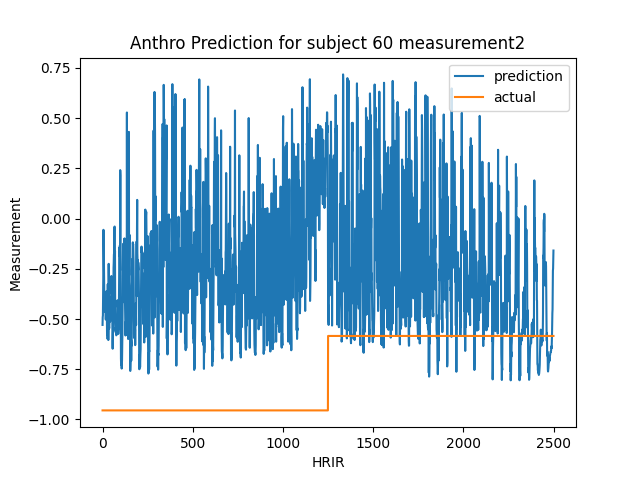 Anthro Prediction for subject 60 measurement2
prediction
actual
0.75
0.50
0.25
0.00
−0.25
−0.50
−0.75
−1.00
Measurement
0
500
1000
1500
2000
2500
HRIR